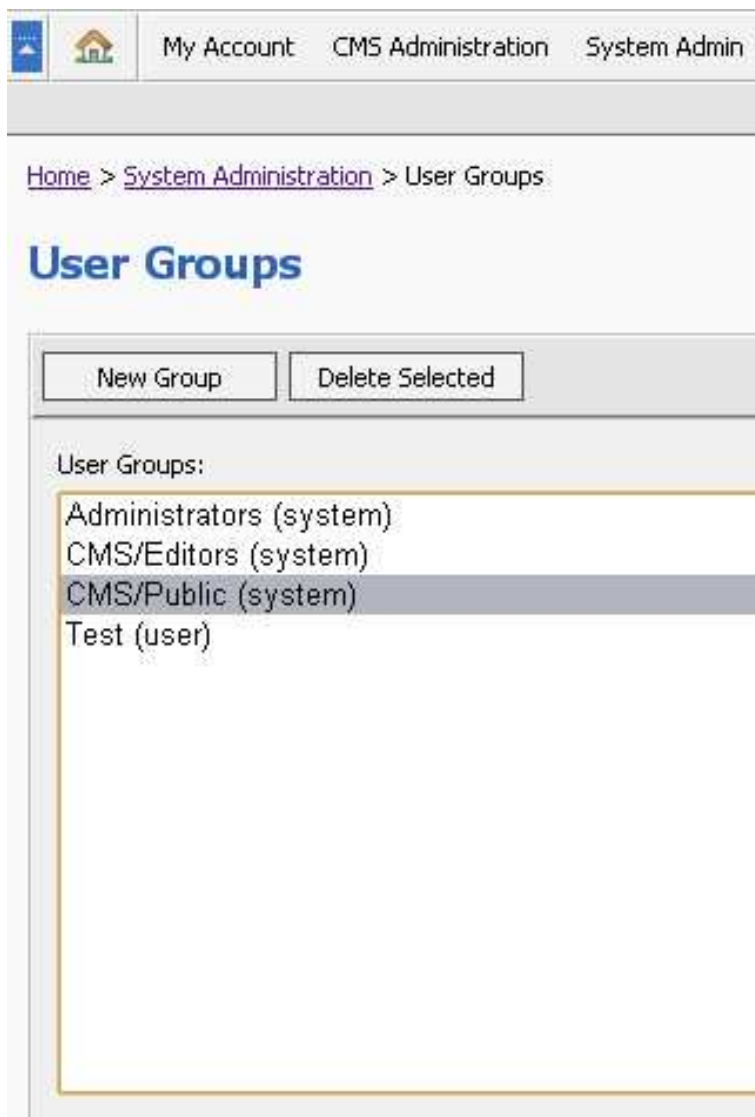 My Account CMS Administration System Admin
Home > System Administration > User Groups
User Groups
New Group Delete Selected
User Groups:
Administrators (system)
CMS/Editors (system)
CMS/Public (system)
Test (user)